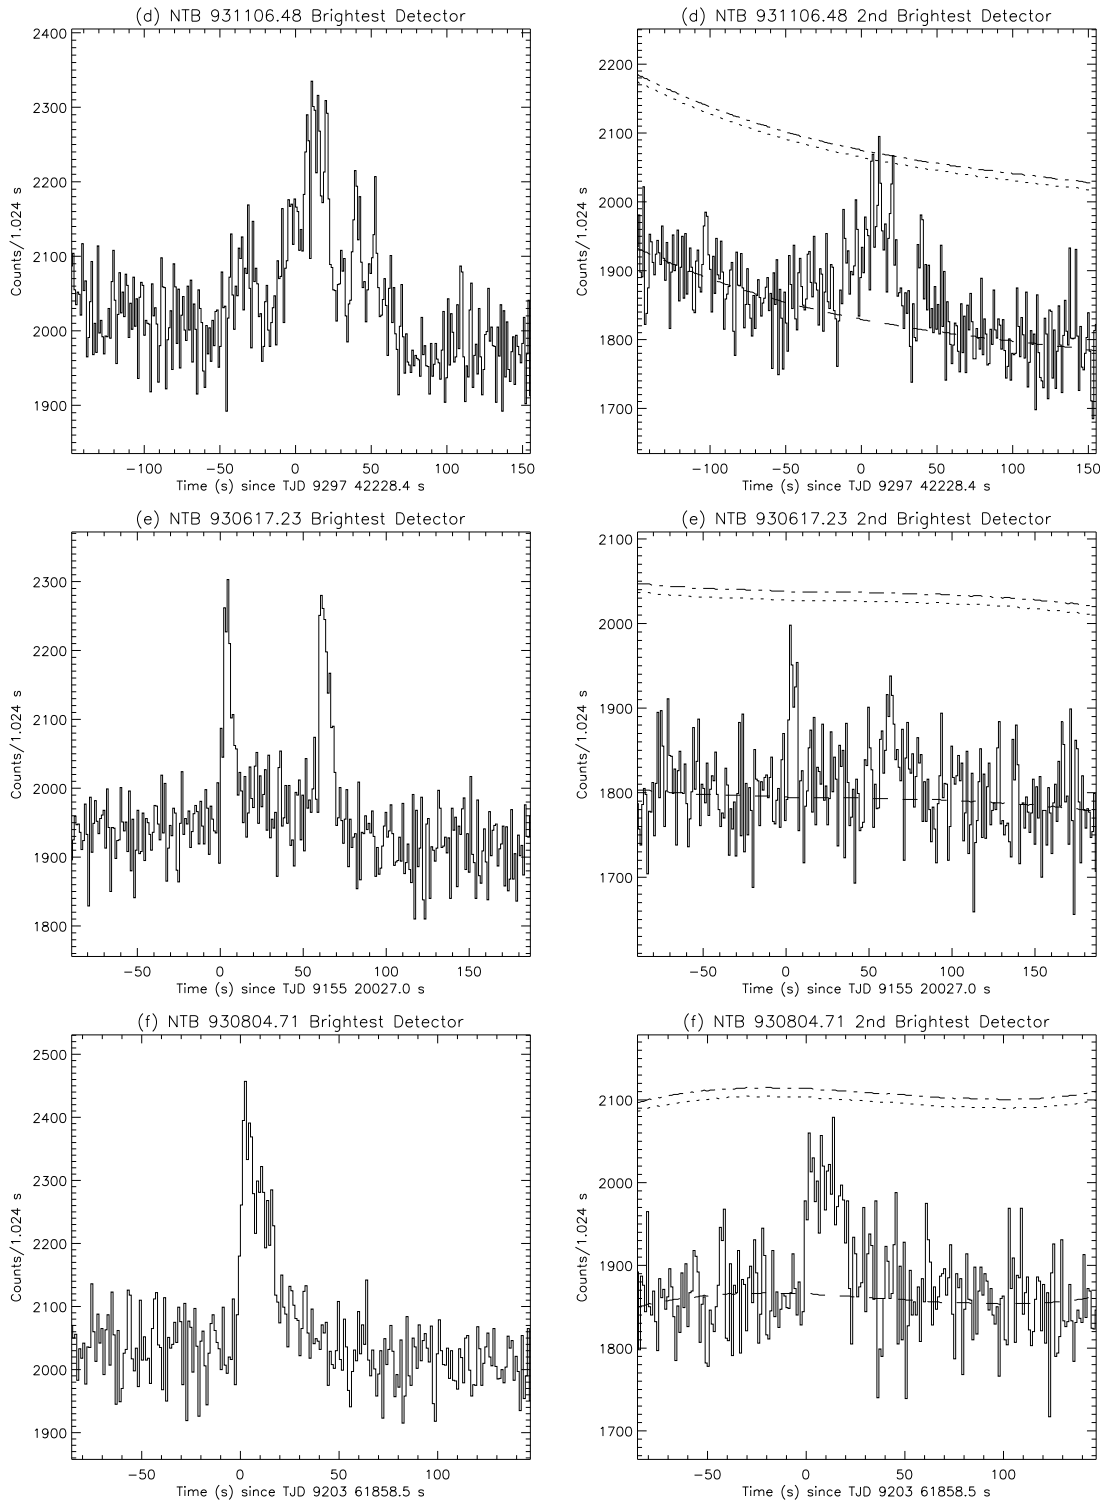 (d) NTB 931106.48 Brightest Detector
2400
2300
2200
2100
2000
1900
Counts/1.024 s
−100 −50 0 50 100 150
Time (s) since TJD 9297 42228.4 s
(d) NTB 931106.48 2nd Brightest Detector
2200
2100
2000
1900
1800
1700
Counts/1.024 s
−100 −50 0 50 100 150
Time (s) since TJD 9297 42228.4 s
(e) NTB 930617.23 Brightest Detector
2300
2200
2100
2000
1900
1800
Counts/1.024 s
−50 0 50 100 150
Time (s) since TJD 9155 20027.0 s
(e) NTB 930617.23 2nd Brightest Detector
2100
2000
1900
1800
1700
Counts/1.024 s
−50 0 50 100 150
Time (s) since TJD 9155 20027.0 s
(f) NTB 930804.71 Brightest Detector
2500
2400
2300
2200
2100
2000
1900
Counts/1.024 s
−50 0 50 100
Time (s) since TJD 9203 61858.5 s
(f) NTB 930804.71 2nd Brightest Detector
2100
2000
1900
1800
1700
Counts/1.024 s
−50 0 50 100
Time (s) since TJD 9203 61858.5 s